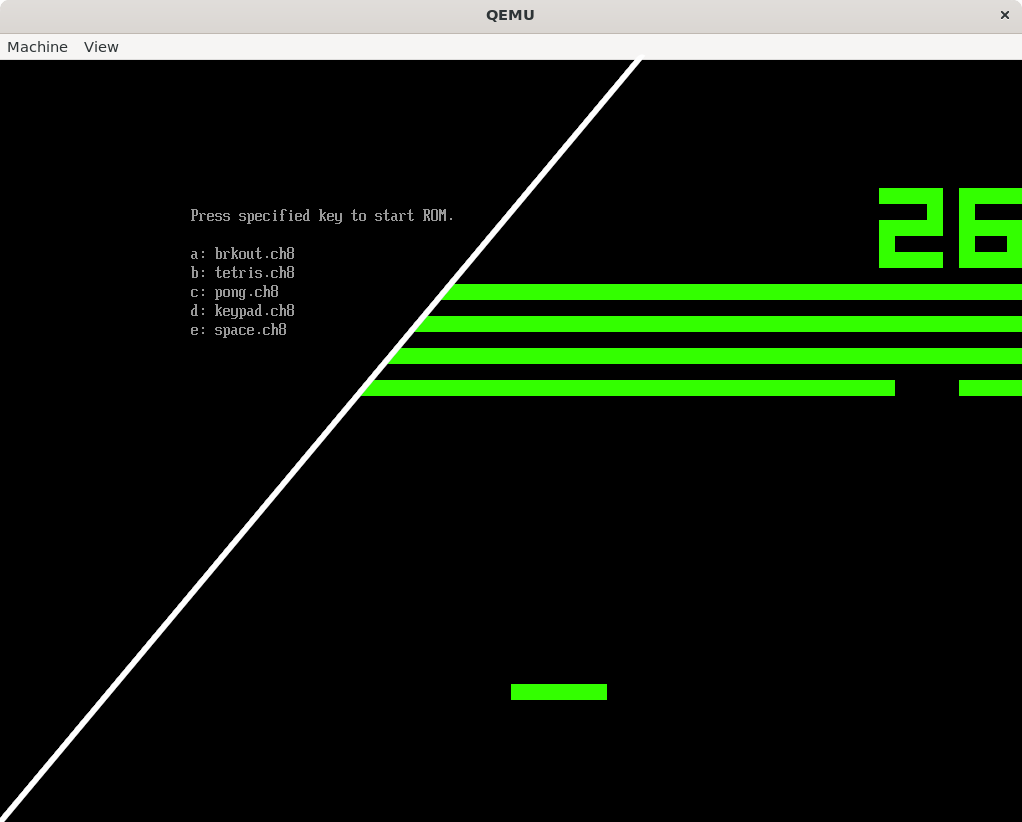 QEMU
Machine View
Press specified key to start ROM.
a: brkout.ch8
b: tetris.ch8
c: pong.ch8
d: keypad.ch8
e: space.ch8
26